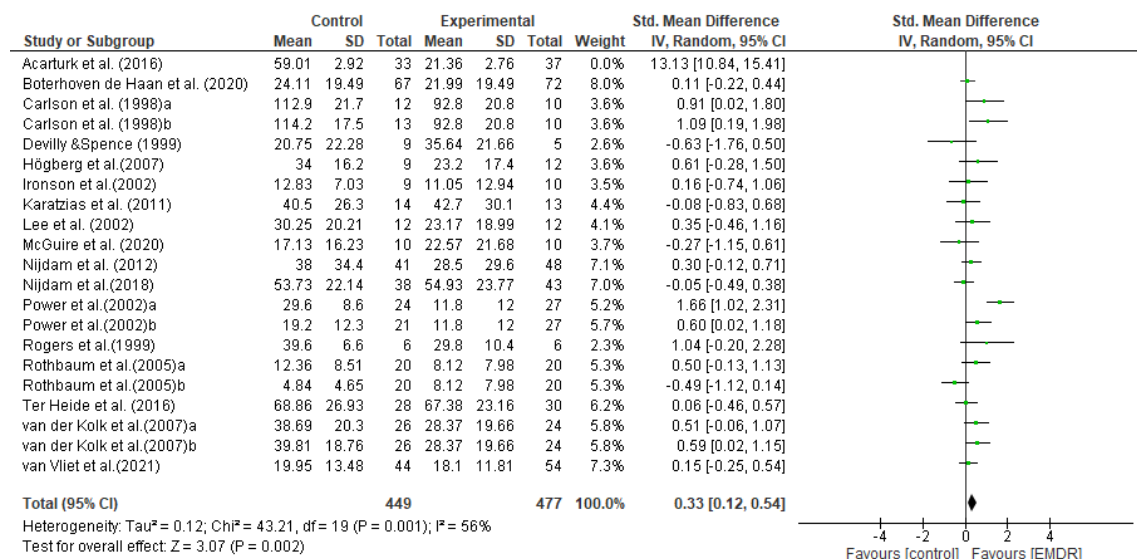 Control Experimental Std. Mean Difference Std. Mean Difference
Study or Subgroup Mean SD Total Mean SD Total Weight IV, Random, 95% CI IV, Random, 95% CI
Acarturk et al. (2016) 59.01 2.92 33 21.36 2.76 37 0.0% 13.13 [10.84, 15.41]
Boterhoven de Haan et al. (2020) 24.11 19.49 67 21.99 19.49 72 8.0% 0.11 [-0.22, 0.44]
Carlson et al. (1998)a 112.9 21.7 12 92.8 20.8 10 3.5% 0.91 [0.02, 1.80]
Carlson et al. (1998)b 114.2 17.5 13 92.8 20.8 10 3.5% 1.09 [0.19, 1.98]
Devilly &Spence (1999) 20.75 22.28 9 35.64 21.66 5 2.6% -0.63 [-1.76, 0.50]
Högberg et al.(2007) 34 16.2 9 23.2 17.4 12 3.6% 0.61 [-0.28, 1.50]
Ironson et al.(2002) 12.83 7.03 9 11.05 12.94 10 3.5% 0.16 [-0.74, 1.06]
Karatzias et al. (2011) 40.5 26.3 14 42.7 30.1 13 4.4% -0.08 [-0.83, 0.68]
Lee et al. (2002) 30.25 20.21 12 23.17 18.99 12 4.1% 0.35 [-0.46, 1.16]
McGuire et al. (2020) 17.13 16.23 10 22.57 21.68 10 3.6% -0.27 [-1.15, 0.61]
Nijdam et al. (2012) 38 34.4 41 28.5 29.6 48 7.1% 0.30 [-0.12, 0.71]
Nijdam et al.(2018) 53.73 22.14 38 54.93 23.77 43 6.9% -0.05 [-0.49, 0.38]
Power et al.(2002)a 29.6 8.6 24 11.8 12 27 5.2% 1.66 [1.02, 2.31]
Power et al.(2002)b 19.2 12.3 21 11.8 12 27 5.7% 0.60 [0.02, 1.18]
Rogers et al.(1999) 39.6 6.6 6 29.8 10.4 6 2.3% 1.04 [-0.20, 2.28]
Rothbaum et al.(2005)a 12.36 8.51 20 8.12 7.98 20 5.3% 0.50 [-0.13, 1.13]
Rothbaum et al.(2005)b 4.84 4.65 20 8.12 7.98 20 5.3% -0.49 [-1.12, 0.14]
Ter Heide et al. (2016) 68.86 26.93 28 67.38 23.16 30 6.2% 0.06 [-0.46, 0.57]
van der Kolk et al.(2007)a 38.69 20.3 26 28.37 19.66 24 5.8% 0.51 [-0.06, 1.07]
van der Kolk et al.(2007)b 39.81 18.76 26 28.37 19.66 24 5.8% 0.59 [0.02, 1.15]
van Vliet et al.(2021) 19.95 13.48 44 18.1 11.81 54 7.3% 0.15 [-0.25, 0.54]
Total (95% CI) 449 477 100.0% 0.33 [0.12, 0.54]
Heterogeneity: Tau² = 0.12; Chi² = 43.21, df = 19 (P = 0.001); I² = 56%
Test for overall effect: Z = 3.07 (P = 0.002)
-4 -2 0 2 4
Favours [control] Favours [EMDR]